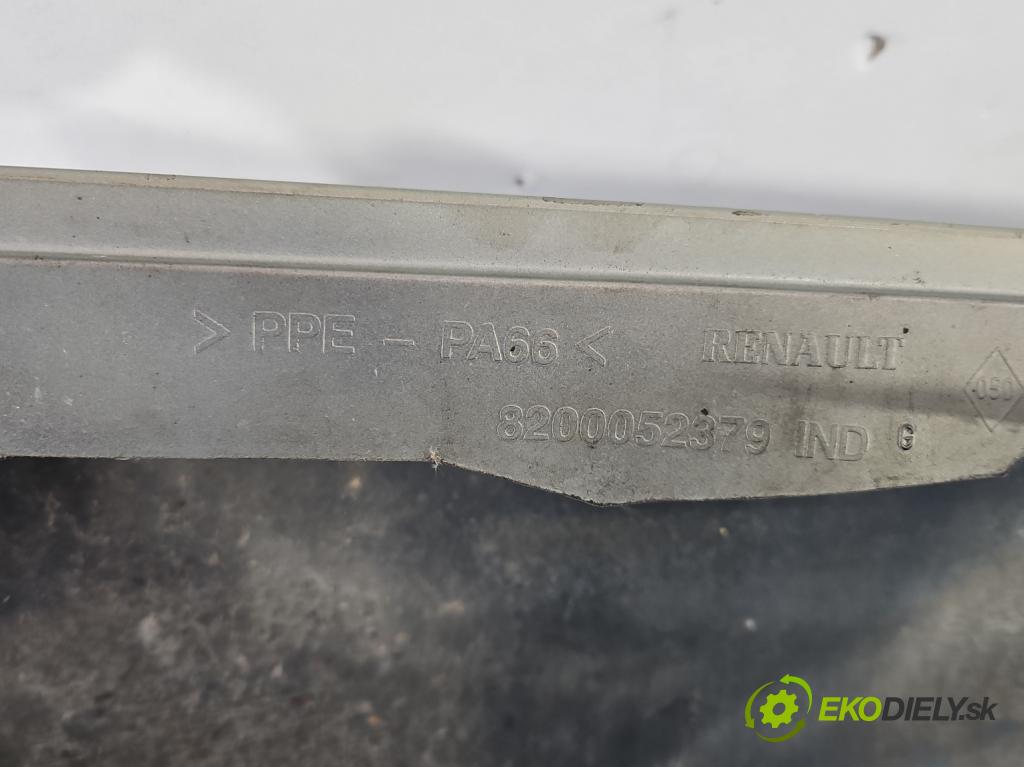 > PPE - PA66 < RENAULT
8200052379 IND G
050
EKODIELY.sk